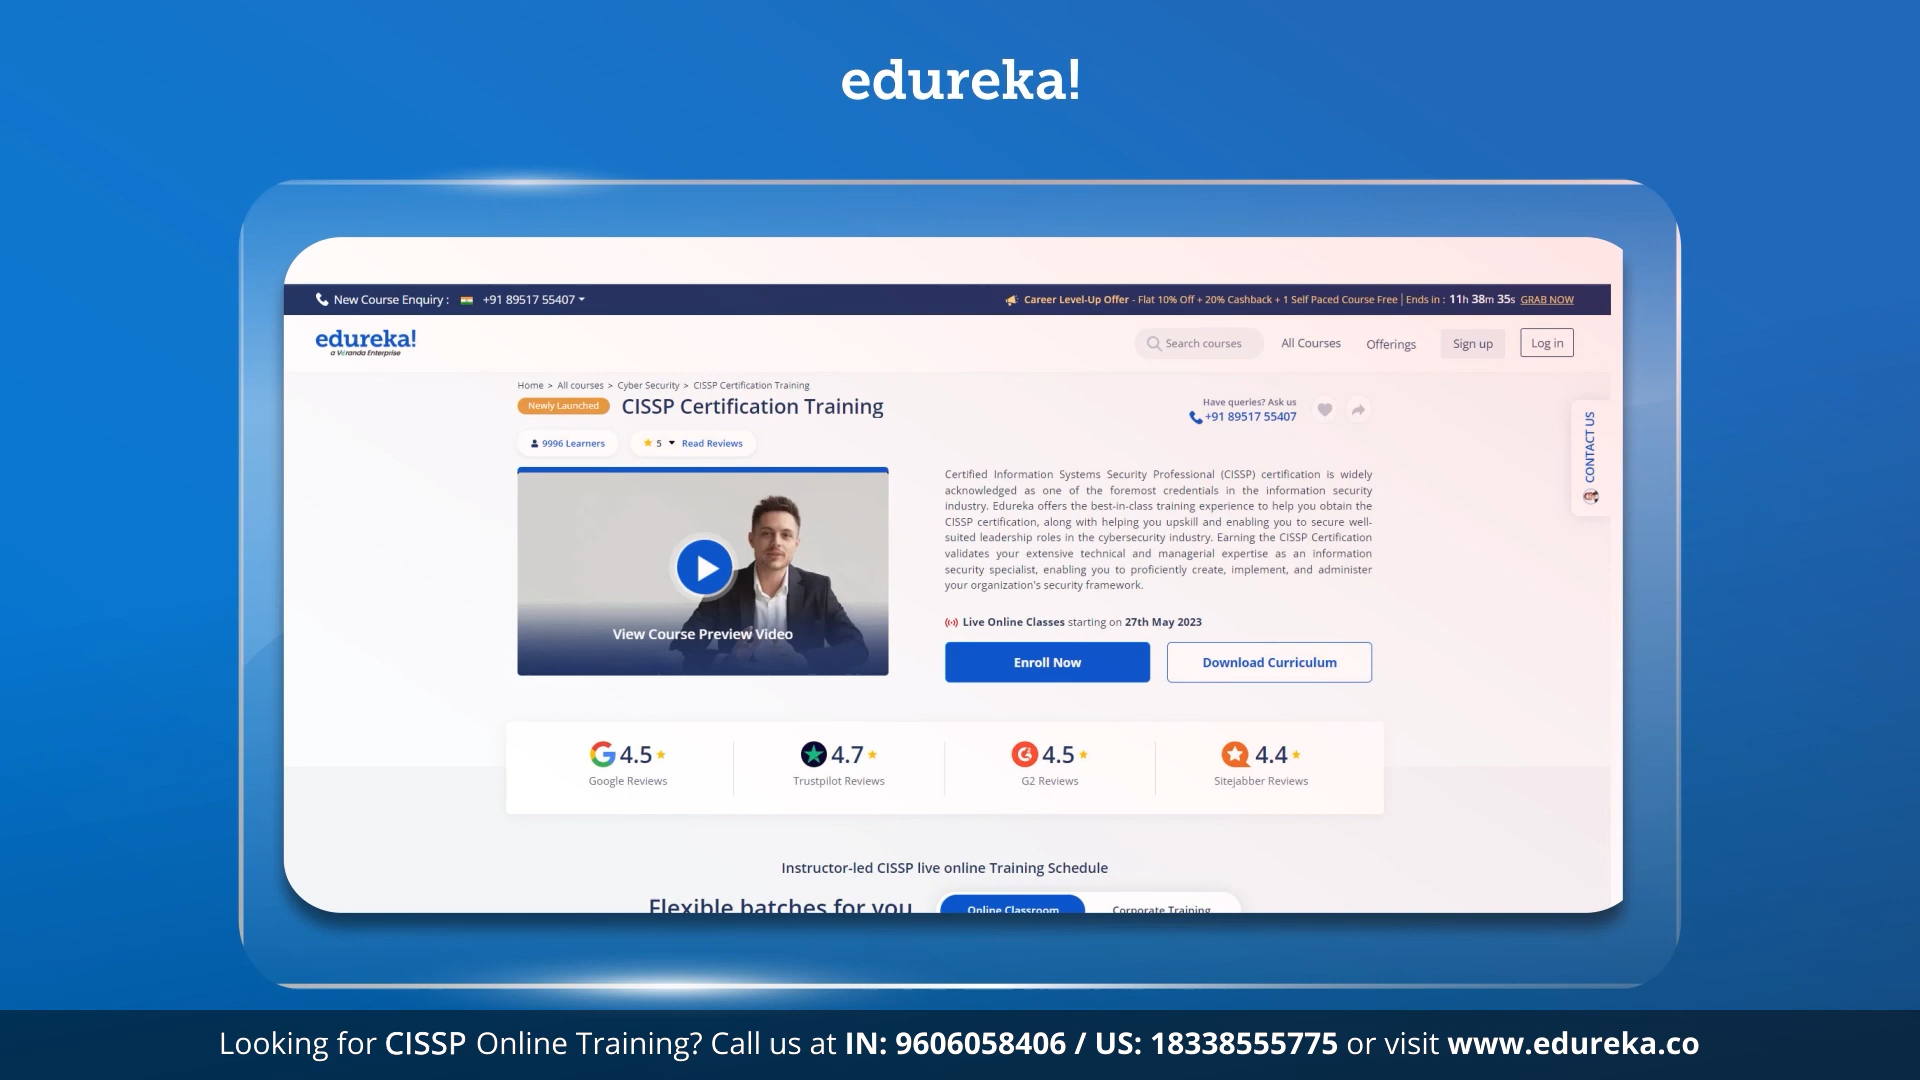 edureka!
New Course Enquiry : +91 89517 55407
Career Level-Up Offer - Flat 10% Off + 20% Cashback + 1 Self Paced Course Free | Ends in : 11h 38m 35s GRAB NOW
edureka!
a Veranda Enterprise
Search courses
All Courses
Offerings
Sign up
Log in
Home > All courses > Cyber Security > CISSP Certification Training
Newly Launched
CISSP Certification Training
Have queries? Ask us
+91 89517 55407
9996 Learners
5 Read Reviews
CONTACT US
View Course Preview Video
Certified Information Systems Security Professional (CISSP) certification is widely
acknowledged as one of the foremost credentials in the information security
industry. Edureka offers the best-in-class training experience to help you obtain the
CISSP certification, along with helping you upskill and enabling you to secure well-
suited leadership roles in the cybersecurity industry. Earning the CISSP Certification
validates your extensive technical and managerial expertise as an information
security specialist, enabling you to proficiently create, implement, and administer
your organization's security framework.
Live Online Classes starting on 27th May 2023
Enroll Now
Download Curriculum
4.5
Google Reviews
4.7
Trustpilot Reviews
4.5
G2 Reviews
4.4
Sitejabber Reviews
Instructor-led CISSP live online Training Schedule
Flexible batches for you
Online Classroom
Corporate Training
Looking for CISSP Online Training? Call us at IN: 9606058406 / US: 18338555775 or visit www.edureka.co